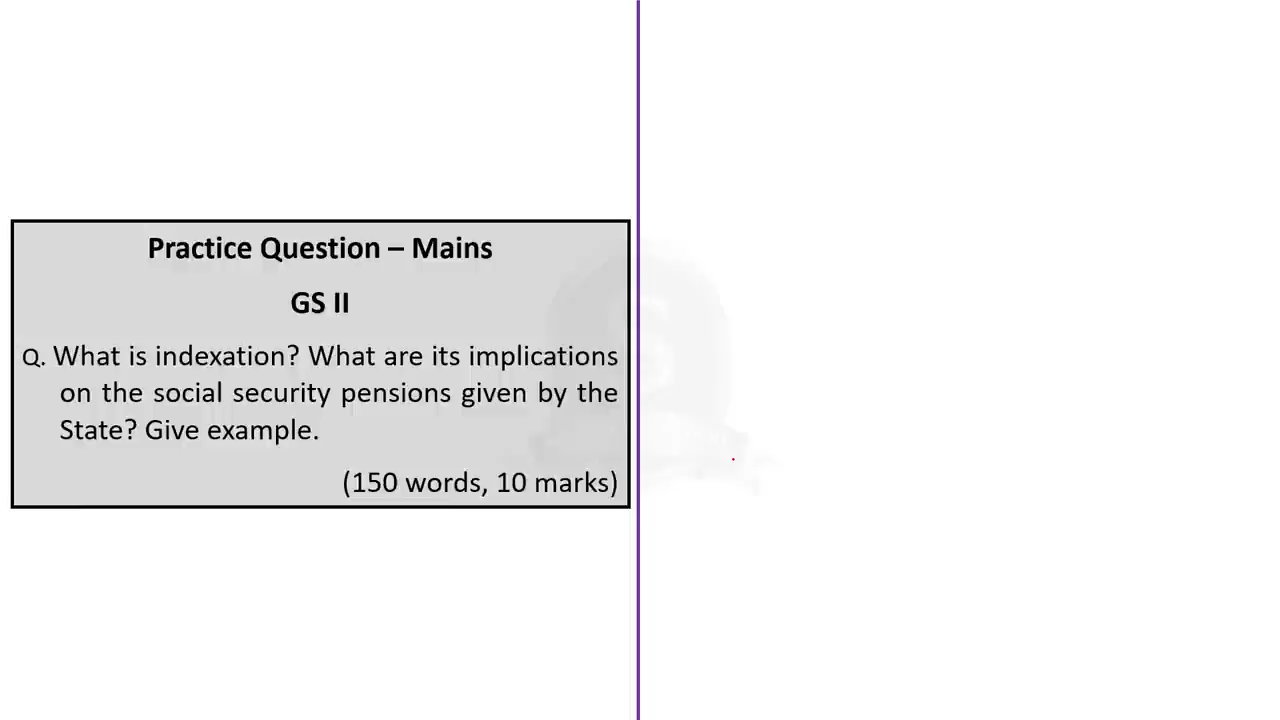 Practice Question – Mains
GS II
Q. What is indexation? What are its implications
on the social security pensions given by the
State? Give example.
(150 words, 10 marks)